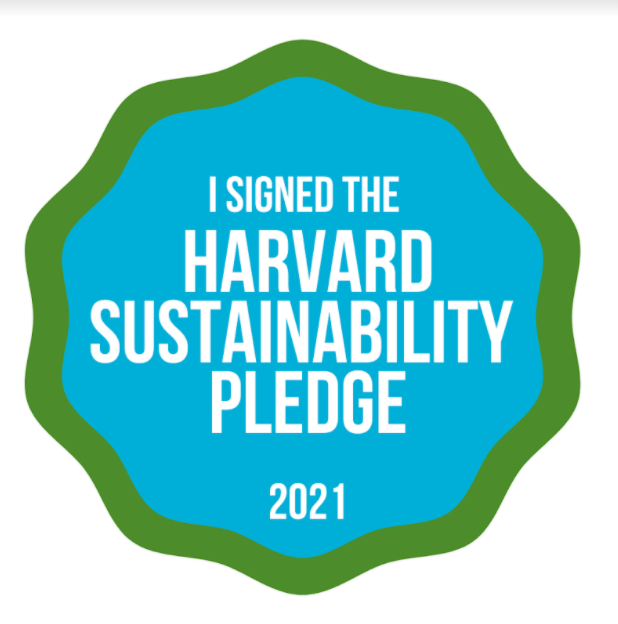 I SIGNED THE
HARVARD
SUSTAINABILITY
PLEDGE
2021